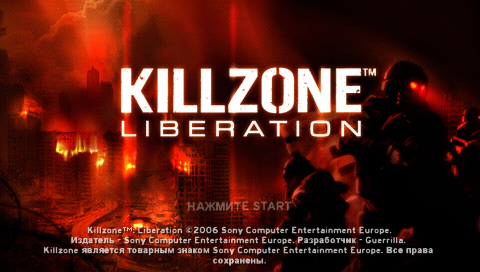 KILLZONE™
LIBERATION
НАЖМИТЕ START
Killzone™: Liberation ©2006 Sony Computer Entertainment Europe.
Издатель - Sony Computer Entertainment Europe. Разработчик - Guerrilla.
Killzone является товарным знаком Sony Computer Entertainment Europe. Все права
сохранены.